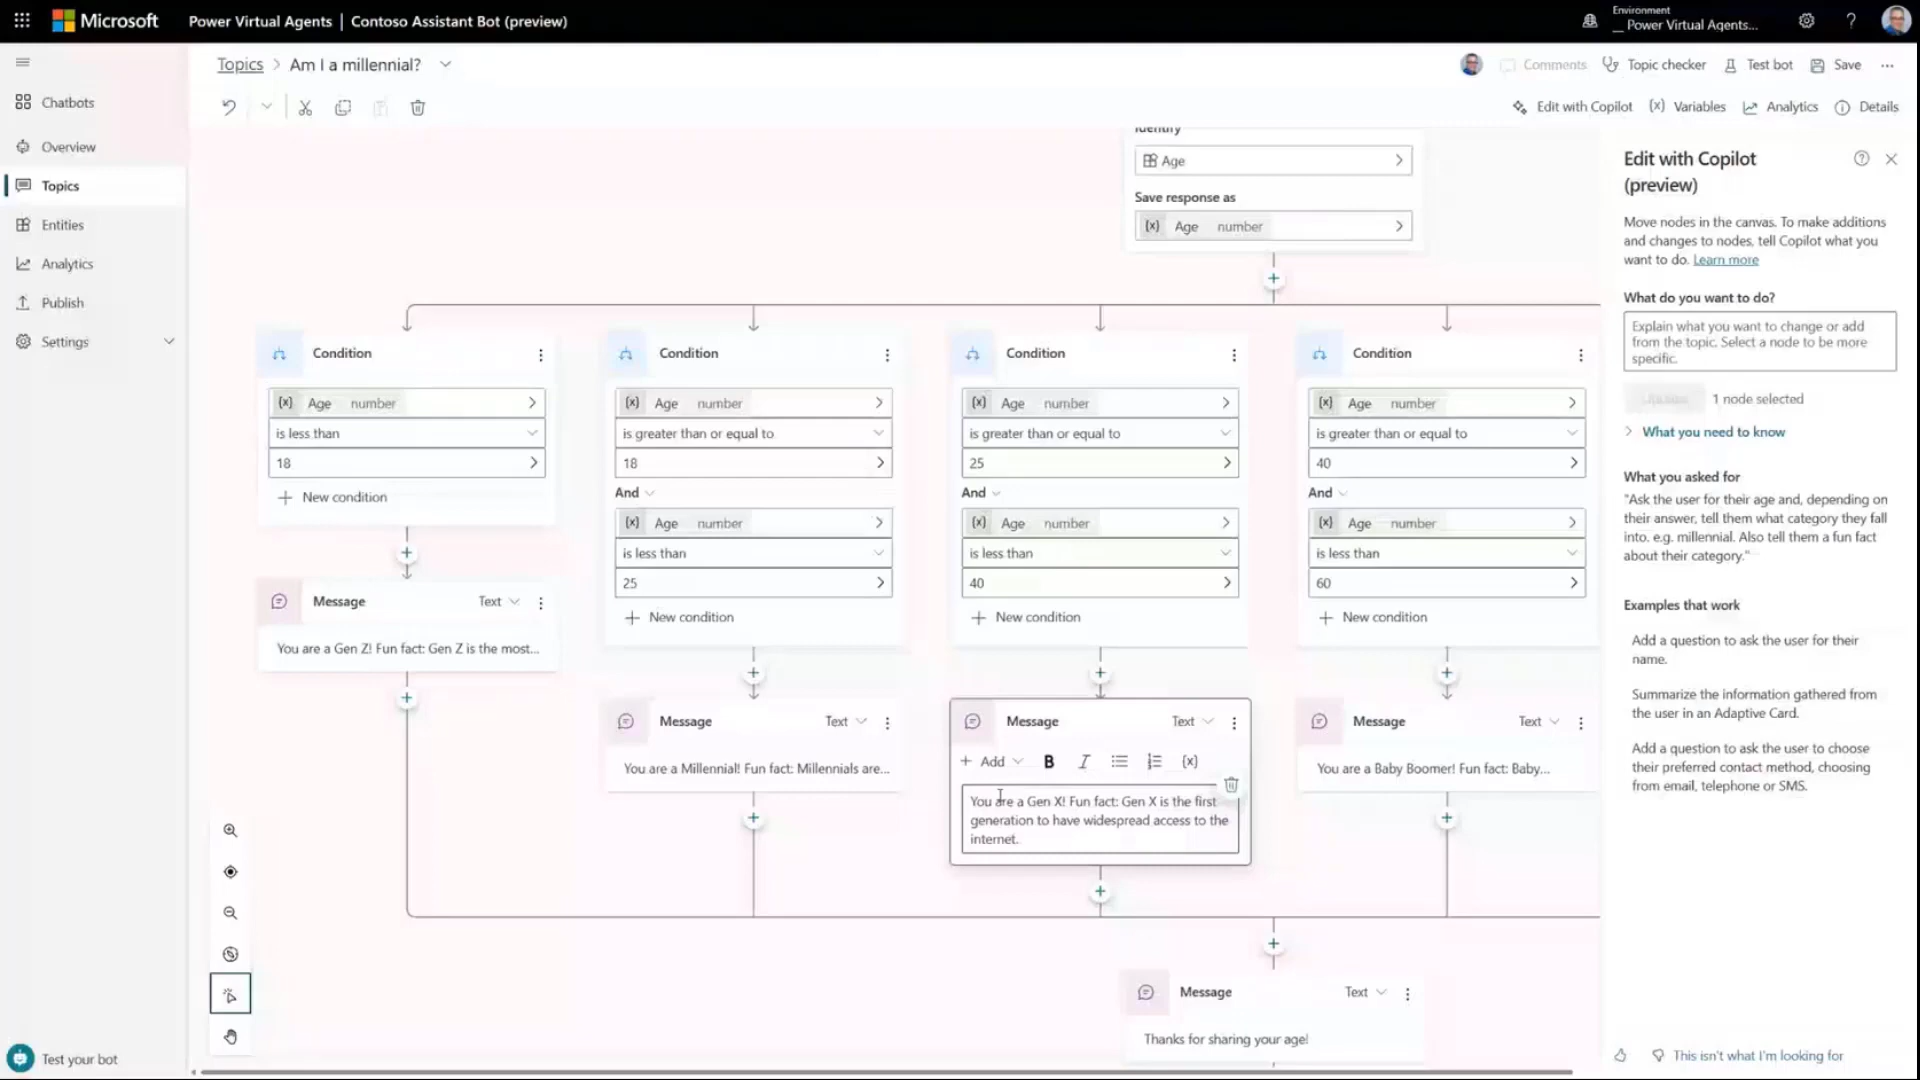 Microsoft
Power Virtual Agents | Contoso Assistant Bot (preview)
Environment
__ Power Virtual Agents...
?
Topics > Am I a millennial?
Comments
Topic checker
Test bot
Save
...
Edit with Copilot
Variables
Analytics
Details
Chatbots
Overview
Topics
Entities
Analytics
Publish
Settings
Test your bot
Identify
Age
Save response as
{x} Age number
Condition
{x} Age number
is less than
18
New condition
Message
Text
You are a Gen Z! Fun fact: Gen Z is the most...
Condition
{x} Age number
is greater than or equal to
18
And
{x} Age number
is less than
25
New condition
Message
Text
You are a Millennial! Fun fact: Millennials are...
Condition
{x} Age number
is greater than or equal to
25
And
{x} Age number
is less than
40
New condition
Message
Text
Add B I {x}
You are a Gen X! Fun fact: Gen X is the first
generation to have widespread access to the
internet.
Condition
{x} Age number
is greater than or equal to
40
And
{x} Age number
is less than
60
New condition
Message
Text
You are a Baby Boomer! Fun fact: Baby...
Message
Text
Thanks for sharing your age!
Edit with Copilot
(preview)
Move nodes in the canvas. To make additions
and changes to nodes, tell Copilot what you
want to do. Learn more
What do you want to do?
Explain what you want to change or add
from the topic. Select a node to be more
specific.
1 node selected
What you need to know
What you asked for
"Ask the user for their age and, depending on
their answer, tell them what category they fall
into. e.g. millennial. Also tell them a fun fact
about their category."
Examples that work
Add a question to ask the user for their
name.
Summarize the information gathered from
the user in an Adaptive Card.
Add a question to ask the user to choose
their preferred contact method, choosing
from email, telephone or SMS.
This isn't what I'm looking for